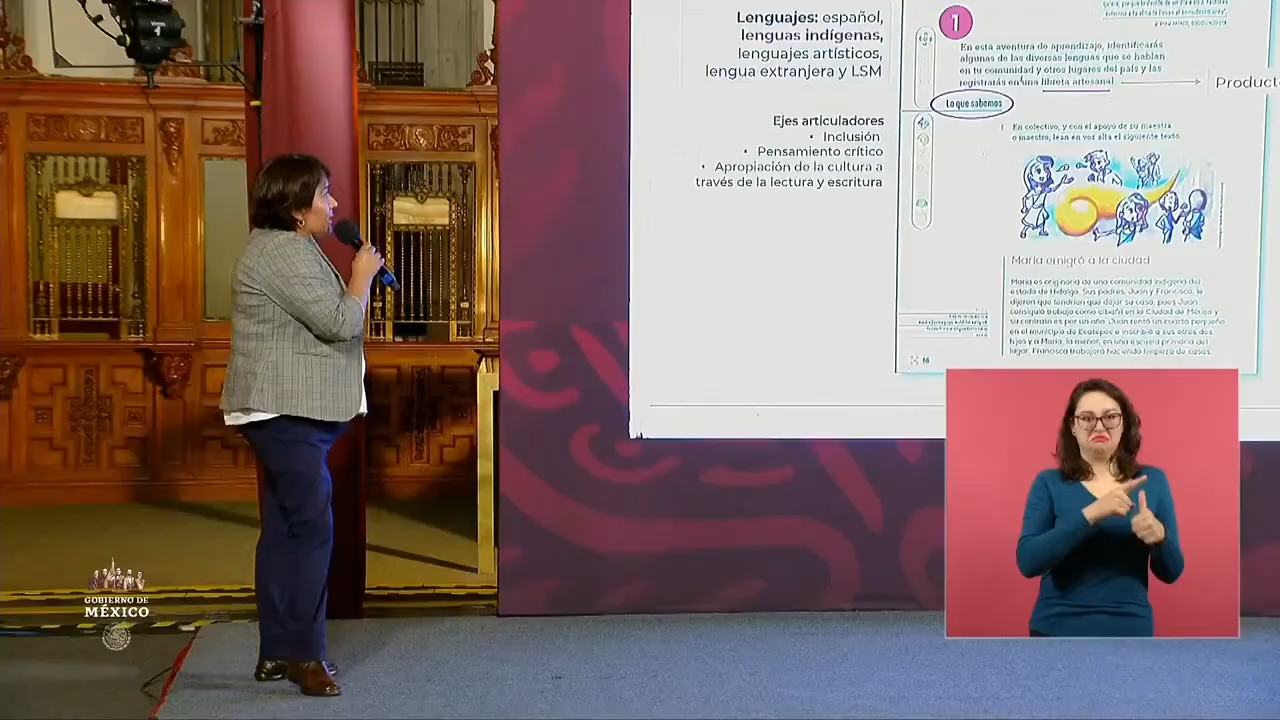 Lenguajes: español,
lenguas indígenas,
lenguajes artísticos,
lengua extranjera y LSM
Ejes articuladores
• Inclusión
• Pensamiento crítico
• Apropiación de la cultura a
través de la lectura y escritura
1
En esta aventura de aprendizaje, identificarás
algunas de las diversas lenguas que se hablan
en tu comunidad y otros lugares del país y las
registrarás en una libreta artesanal
Product
Lo que sabemos
1. En colectivo, y con el apoyo de su maestra
o maestro, lean en voz alta el siguiente texto
María emigró a la ciudad
María es originaria de una comunidad indígena del
estado de Hidalgo. Sus padres, Juan y Francisca, le
dijeron que tendrían que dejar su casa, pues Juan
consiguió trabajo como albañil en la Ciudad de México y
su contrato es por un año. Juan rentó un cuarto pequeño
en el municipio de Ecatepec e inscribió a sus otros dos
hijos y a María, la menor, en una escuela primaria del
lugar. Francisca trabajará haciendo limpieza de casas.
GOBIERNO DE
MÉXICO